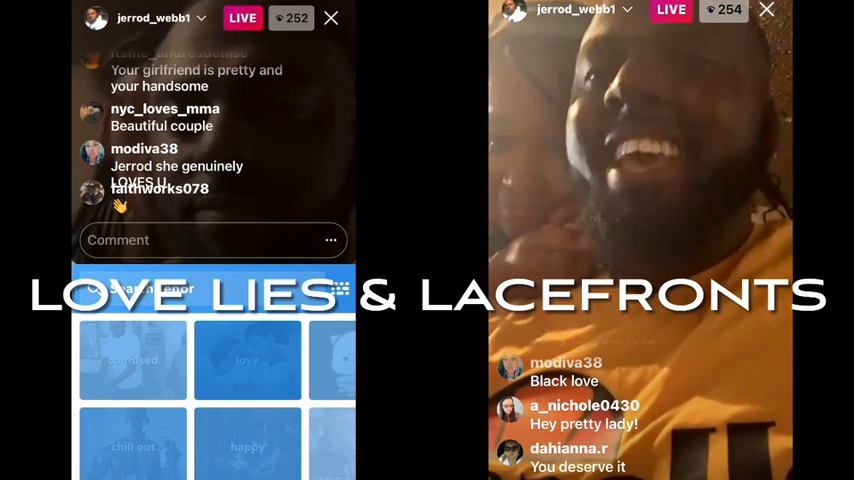 jerrod_webb1
LIVE
252
itsme_andreadenise
Your girlfriend is pretty and
your handsome
nyc_loves_mma
Beautiful couple
modiva38
Jerrod she genuinely
LOVES U
faithworks078
Comment
confused
love
chill out
happy
LOVE LIES & LACEFRONTS
jerrod_webb1
LIVE
254
modiva38
Black love
a_nichole0430
Hey pretty lady!
dahianna.r
You deserve it